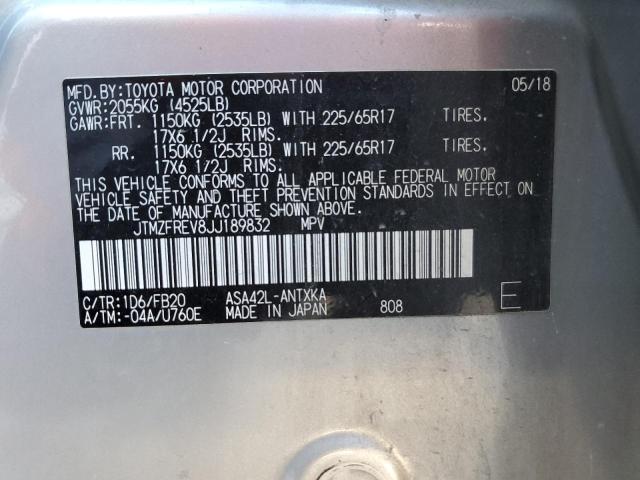 MFD.BY:TOYOTA MOTOR CORPORATION 05/18
GVWR:2055KG (4525LB)
GAWR:FRT. 1150KG (2535LB) WITH 225/65R17 TIRES.
17X6 1/2J RIMS.
RR. 1150KG (2535LB) WITH 225/65R17 TIRES.
17X6 1/2J RIMS.
THIS VEHICLE CONFORMS TO ALL APPLICABLE FEDERAL MOTOR
VEHICLE SAFETY & THEFT PREVENTION STANDARDS IN EFFECT ON
THE DATE OF MANUFACTURE SHOWN ABOVE.
JTMZFREV8JJ189832 MPV
C/TR:1D6/FB20 ASA42L-ANTXKA
A/TM:-04A/U760E MADE IN JAPAN 808 E